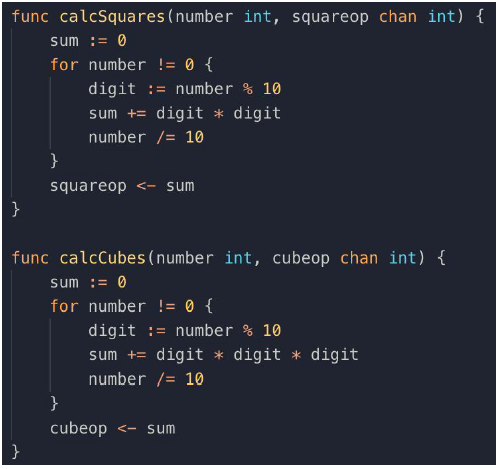 func calcSquares(number int, squareop chan int) {
    sum := 0
    for number != 0 {
        digit := number % 10
        sum += digit * digit
        number /= 10
    }
    squareop <- sum
}

func calcCubes(number int, cubeop chan int) {
    sum := 0
    for number != 0 {
        digit := number % 10
        sum += digit * digit * digit
        number /= 10
    }
    cubeop <- sum
}